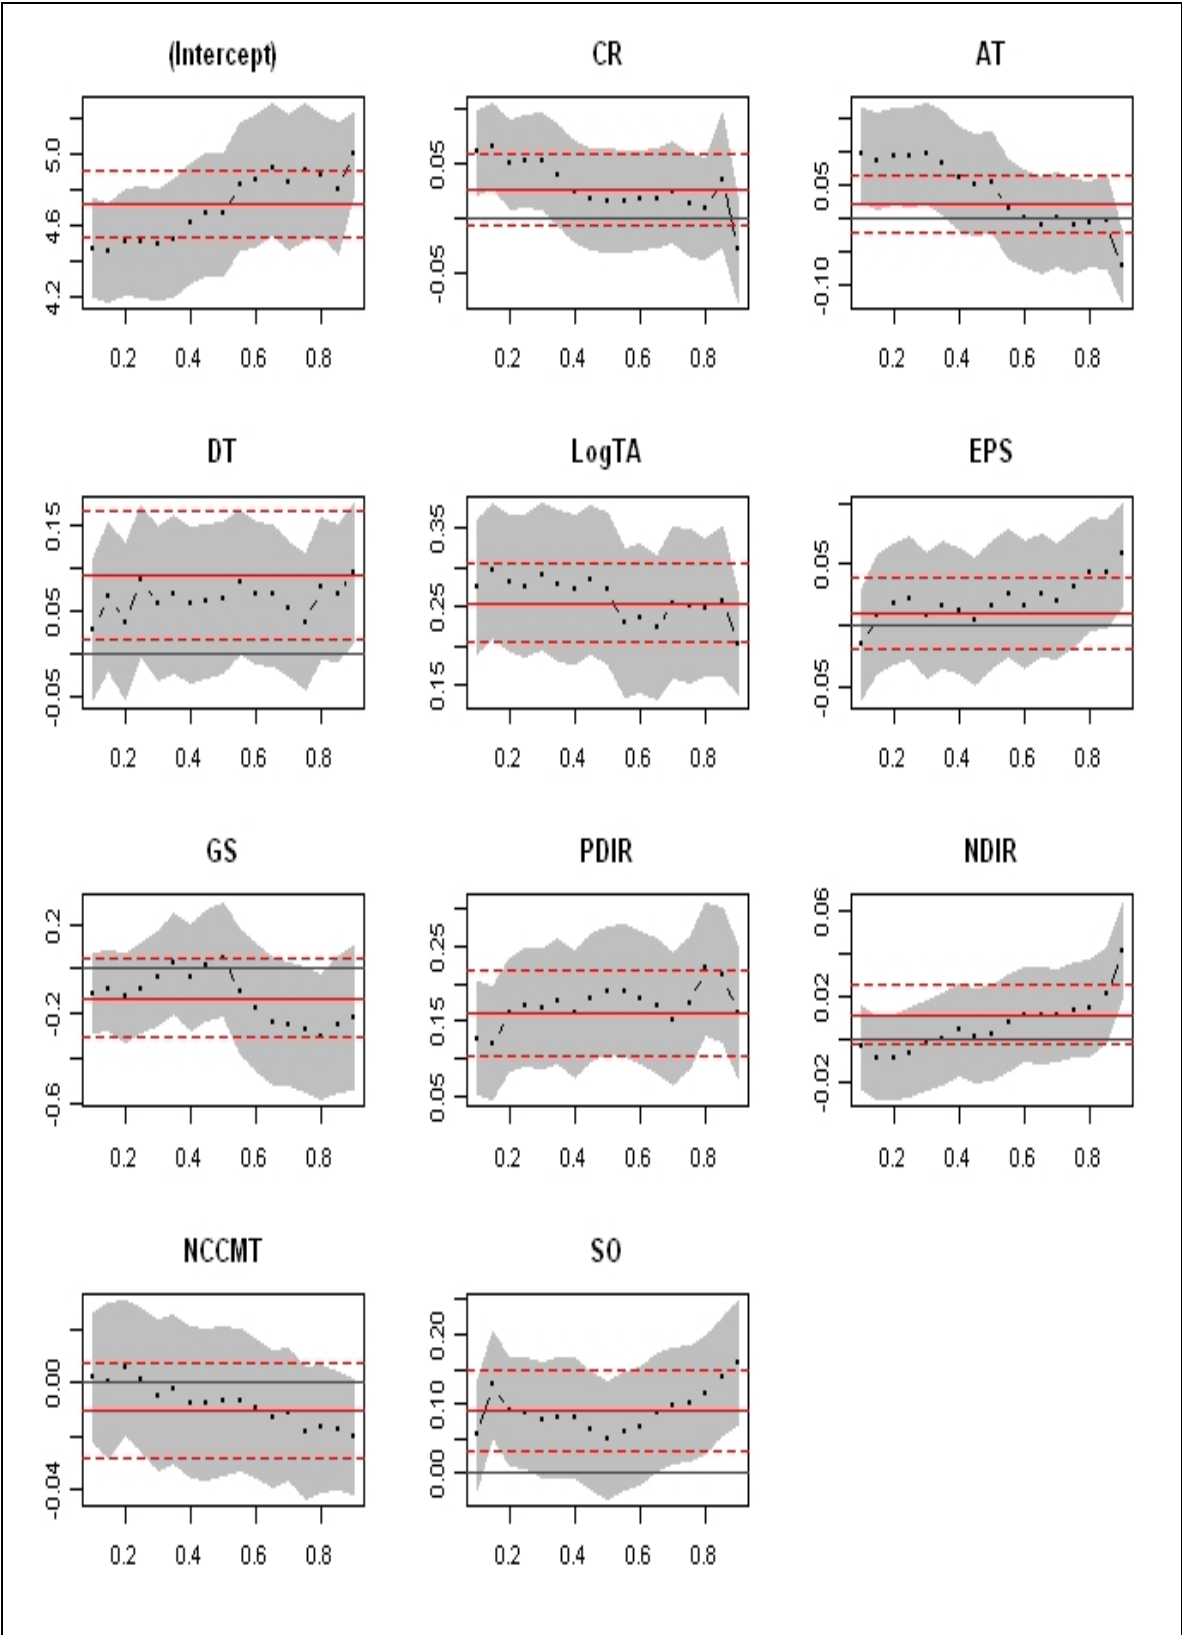 (Intercept) CR AT
5.0 4.6 4.2
0.05 -0.05
0.05 -0.10
0.2 0.4 0.6 0.8 0.2 0.4 0.6 0.8 0.2 0.4 0.6 0.8
DT LogTA EPS
0.15 0.05 -0.05
0.35 0.25 0.15
0.05 -0.05
0.2 0.4 0.6 0.8 0.2 0.4 0.6 0.8 0.2 0.4 0.6 0.8
GS PDIR NDIR
0.2 -0.2 -0.6
0.25 0.15 0.05
0.06 0.02 -0.02
0.2 0.4 0.6 0.8 0.2 0.4 0.6 0.8 0.2 0.4 0.6 0.8
NCCMT SO
0.00 -0.04
0.20 0.10 0.00
0.2 0.4 0.6 0.8 0.2 0.4 0.6 0.8